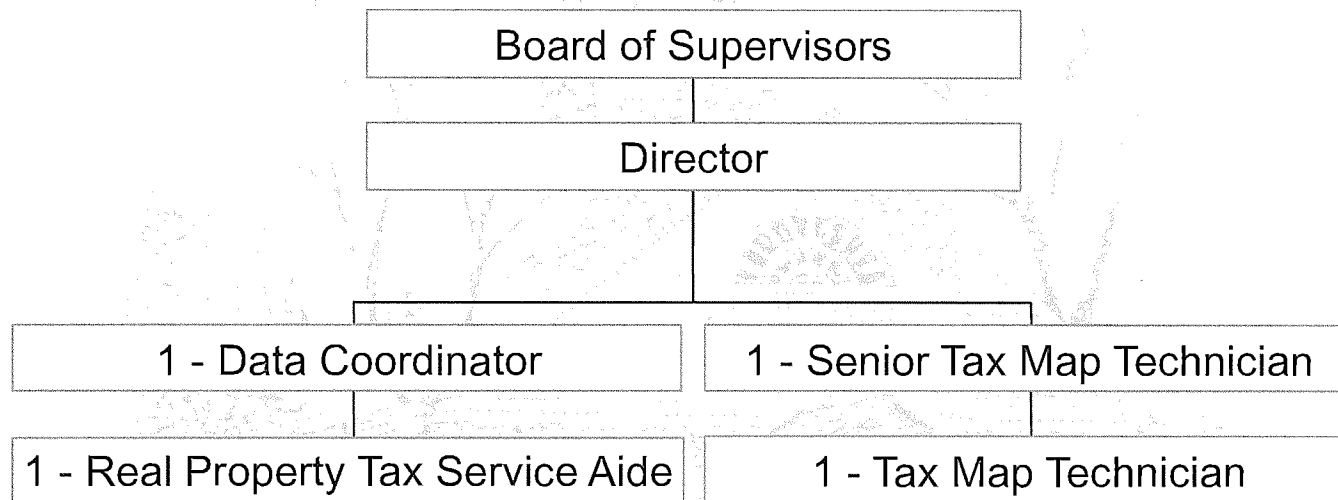 Board of Supervisors
Director
1 - Data Coordinator
1 - Senior Tax Map Technician
1 - Real Property Tax Service Aide
1 - Tax Map Technician